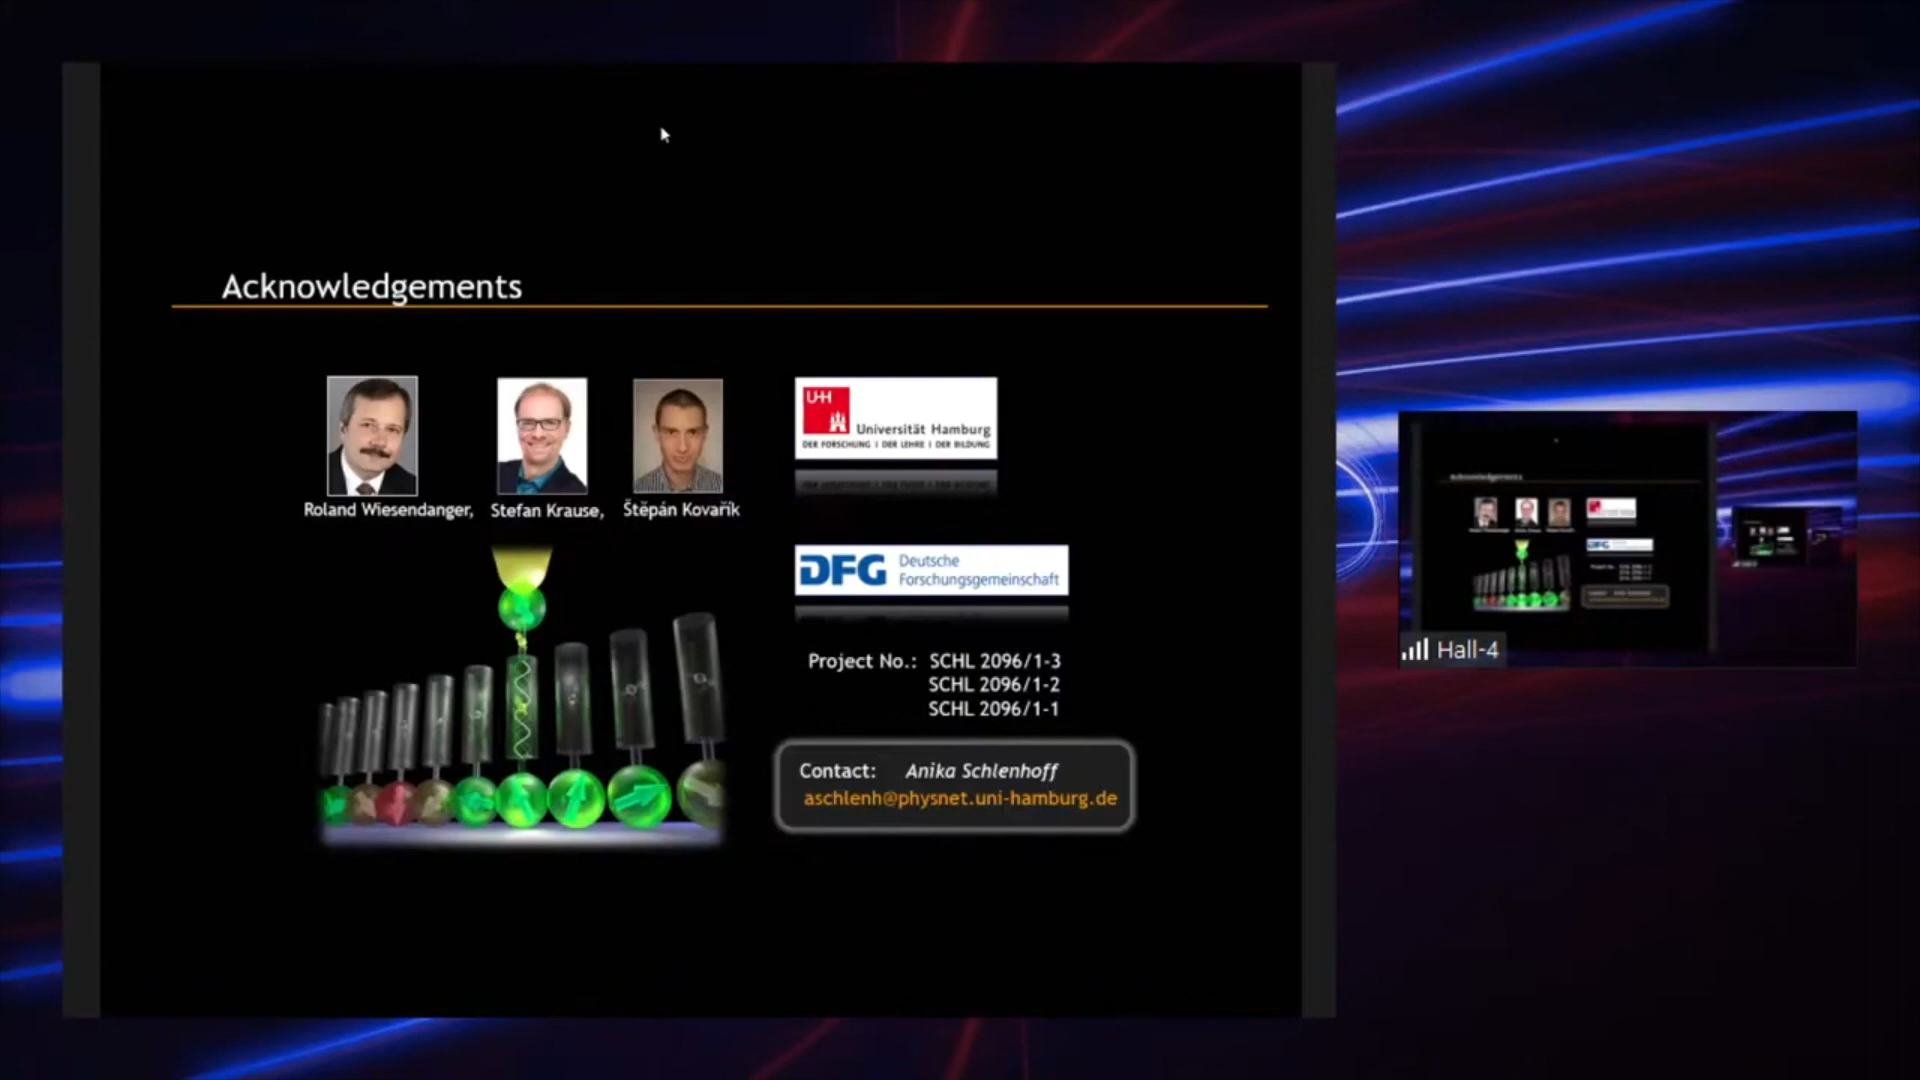 Acknowledgements
Roland Wiesendanger, Stefan Krause, Štěpán Kovařík
UH
Universität Hamburg
DER FORSCHUNG | DER LEHRE | DER BILDUNG
DFG Deutsche
Forschungsgemeinschaft
Project No.: SCHL 2096/1-3
SCHL 2096/1-2
SCHL 2096/1-1
Contact: Anika Schlenhoff
aschlenh@physnet.uni-hamburg.de
Hall-4